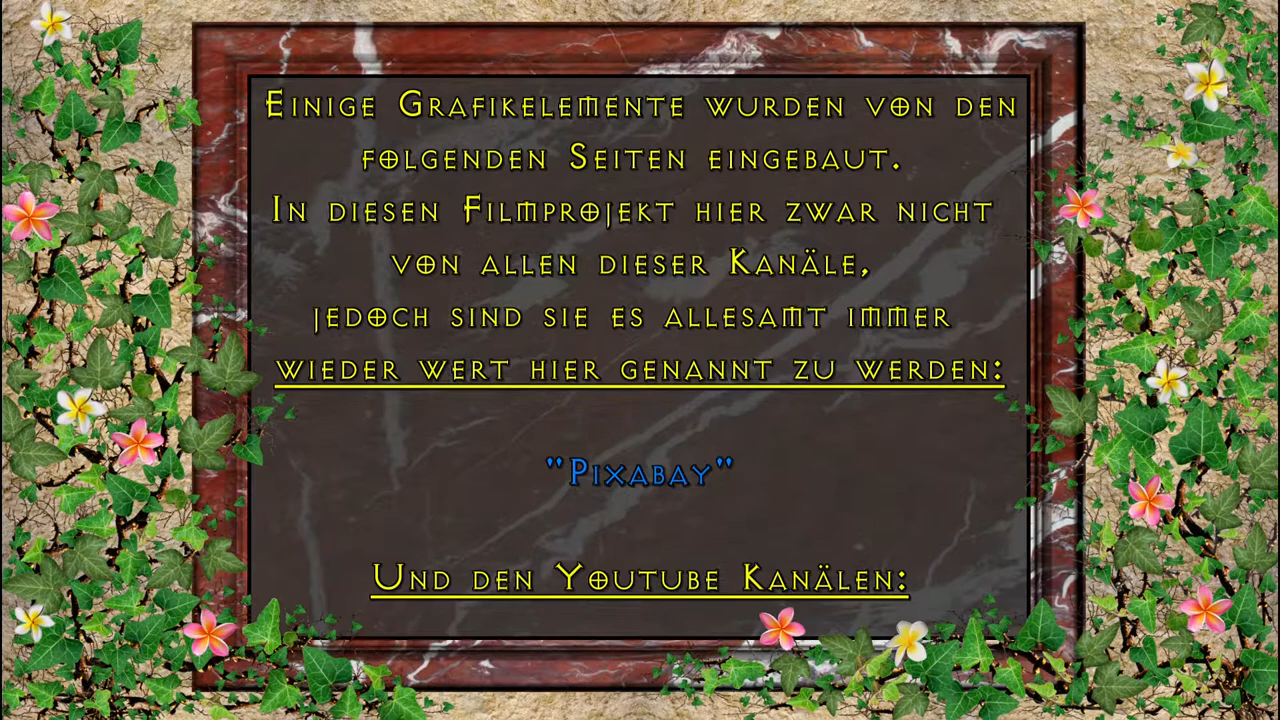 Einige Grafikelemente wurden von den
folgenden Seiten eingebaut.
In diesen Filmprojekt hier zwar nicht
von allen dieser Kanäle,
jedoch sind sie es allesamt immer
wieder wert hier genannt zu werden:
"Pixabay"
Und den Youtube Kanälen: